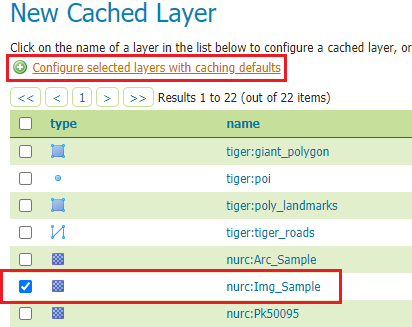 New Cached Layer
Click on the name of a layer in the list below to configure a cached layer, or
Configure selected layers with caching defaults
<< < 1 > >> Results 1 to 22 (out of 22 items)
type name
tiger:giant_polygon
tiger:poi
tiger:poly_landmarks
tiger:tiger_roads
nurc:Arc_Sample
nurc:Img_Sample
nurc:Pk50095